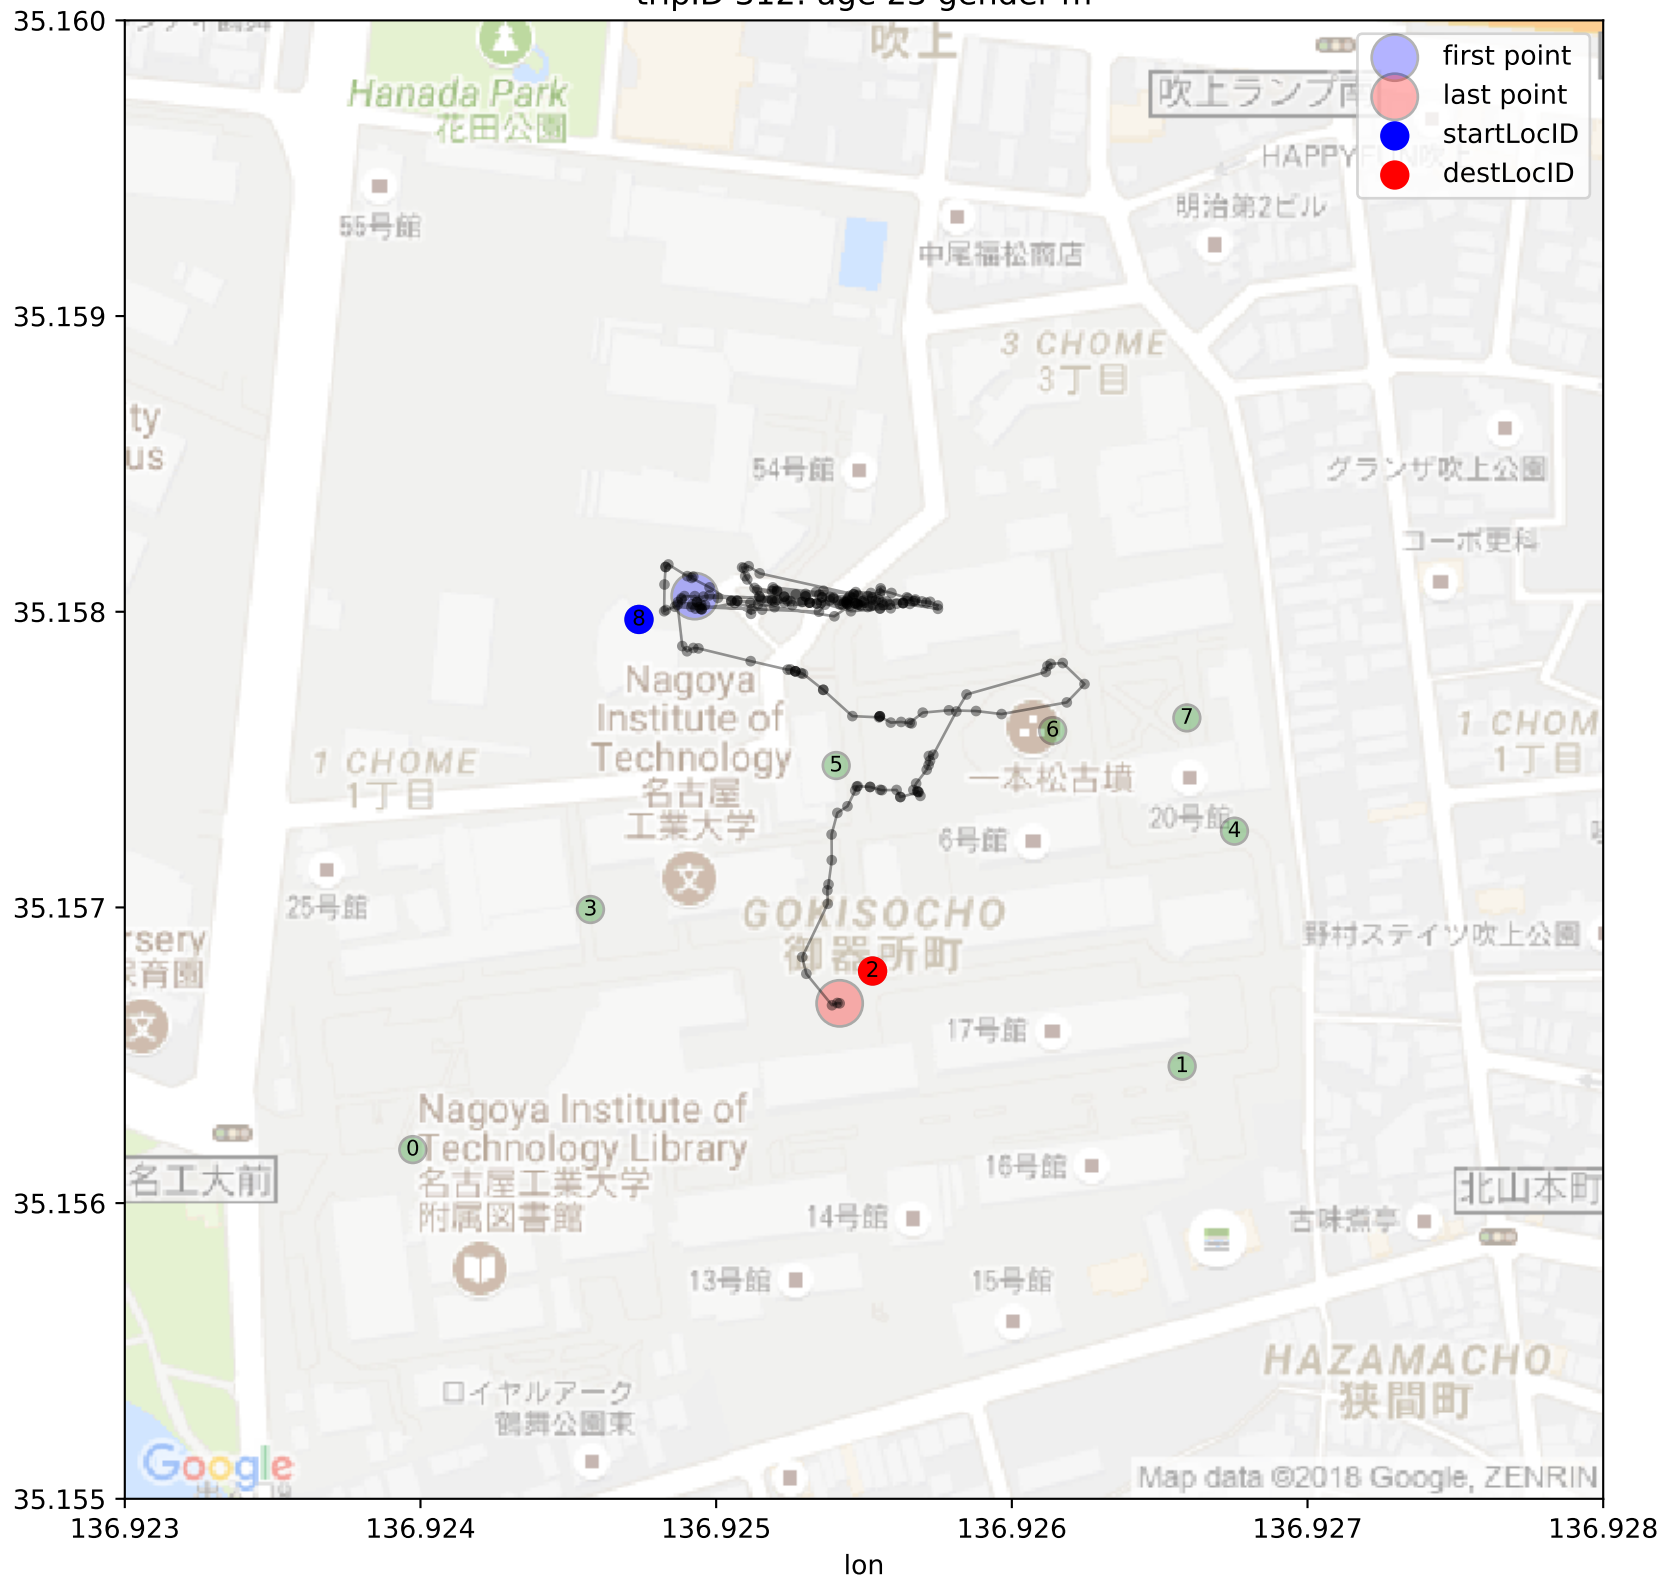 tripID 312: age 23 gender m
35.160
35.159
35.158
35.157
35.156
35.155
136.923
136.924
136.925
136.926
136.927
136.928
lon
first point
last point
startLocID
destLocID
吹上
Hanada Park
花田公園
吹上ランプ南
55号館
明治第2ビル
中尾福松商店
3 CHOME
3丁目
ty
us
54号館
グランザ吹上公園
コーポ更科
8
Nagoya
Institute of
Technology
名古屋
工業大学
1 CHOME
1丁目
5
6
7
一本松古墳
1 CHOM
1丁目
20号館
4
6号館
25号館
3
GOKISOCHO
御器所町
2
野村ステイツ吹上公園
rsery
保育園
17号館
1
Nagoya Institute of
Technology Library
名古屋工業大学
附属図書館
0
名工大前
16号館
北山本町
14号館
古味煮亭
13号館
15号館
HAZAMACHO
狭間町
ロイヤルアーク
鶴舞公園東
Google
Map data ©2018 Google, ZENRIN